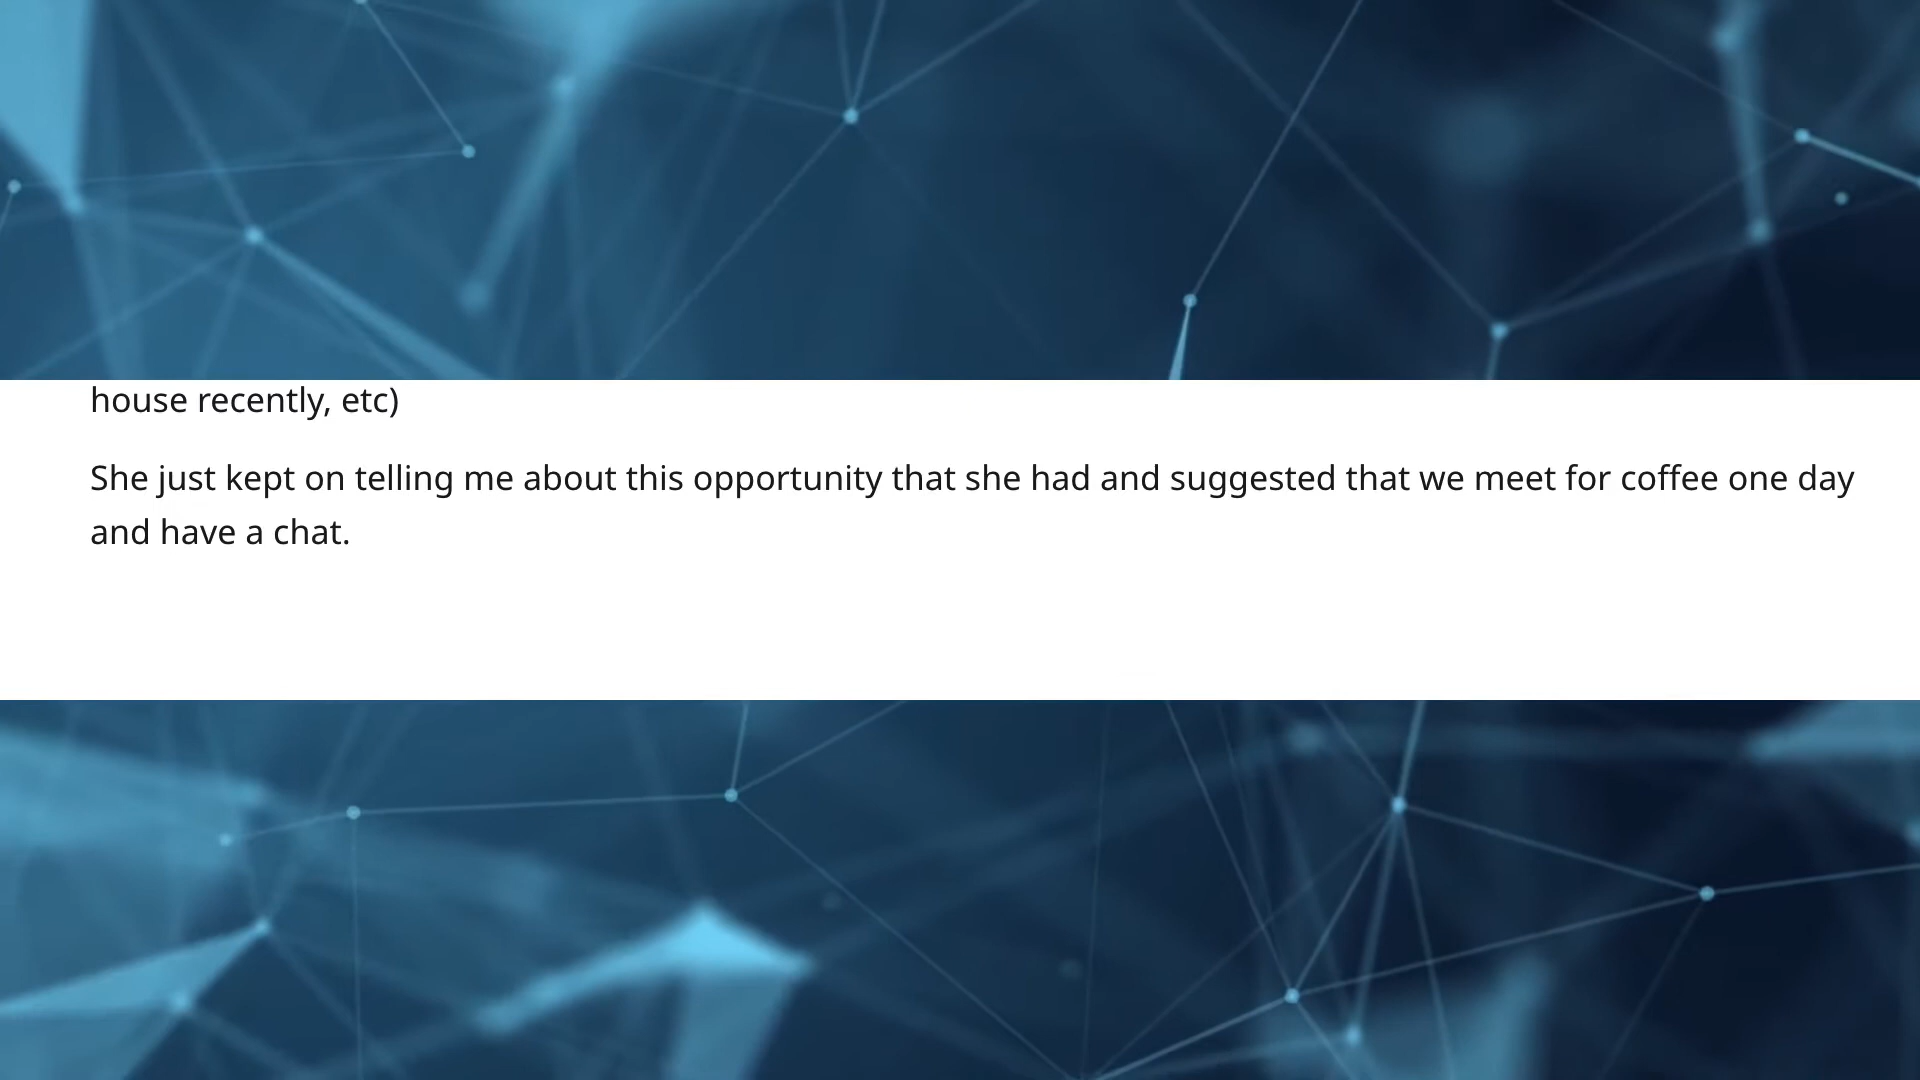 house recently, etc)
She just kept on telling me about this opportunity that she had and suggested that we meet for coffee one day
and have a chat.